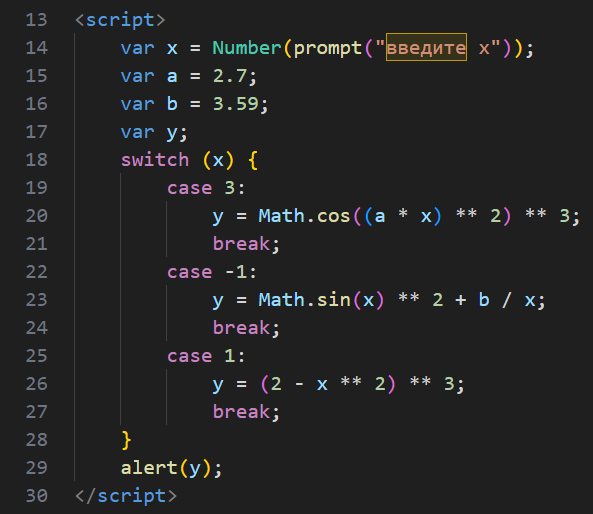 13 <script>
14     var x = Number(prompt("введите x"));
15     var a = 2.7;
16     var b = 3.59;
17     var y;
18     switch (x) {
19         case 3:
20             y = Math.cos((a * x) ** 2) ** 3;
21             break;
22         case -1:
23             y = Math.sin(x) ** 2 + b / x;
24             break;
25         case 1:
26             y = (2 - x ** 2) ** 3;
27             break;
28     }
29     alert(y);
30 </script>